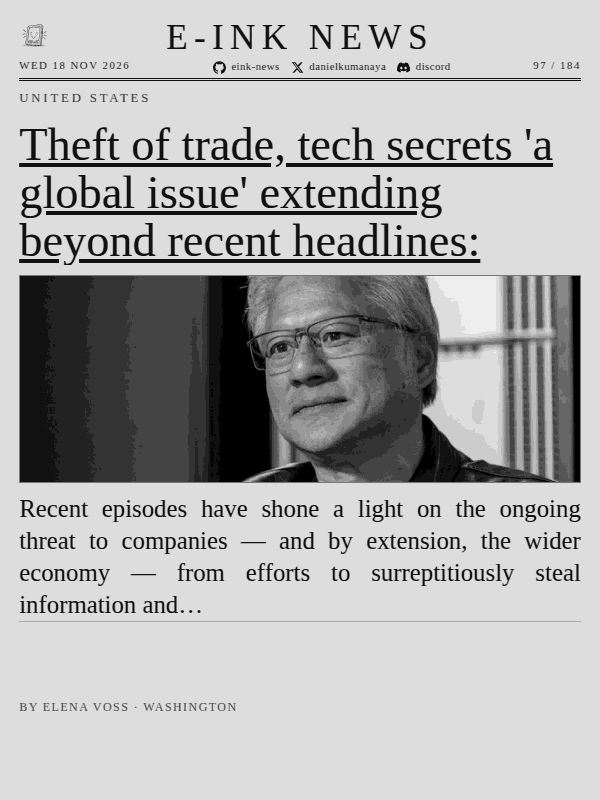 E-INK NEWS
WED 18 NOV 2026
eink-news danielkumanaya discord
97 / 184
UNITED STATES
Theft of trade, tech secrets 'a
global issue' extending
beyond recent headlines:
Recent episodes have shone a light on the ongoing
threat to companies — and by extension, the wider
economy — from efforts to surreptitiously steal
information and…
BY ELENA VOSS · WASHINGTON